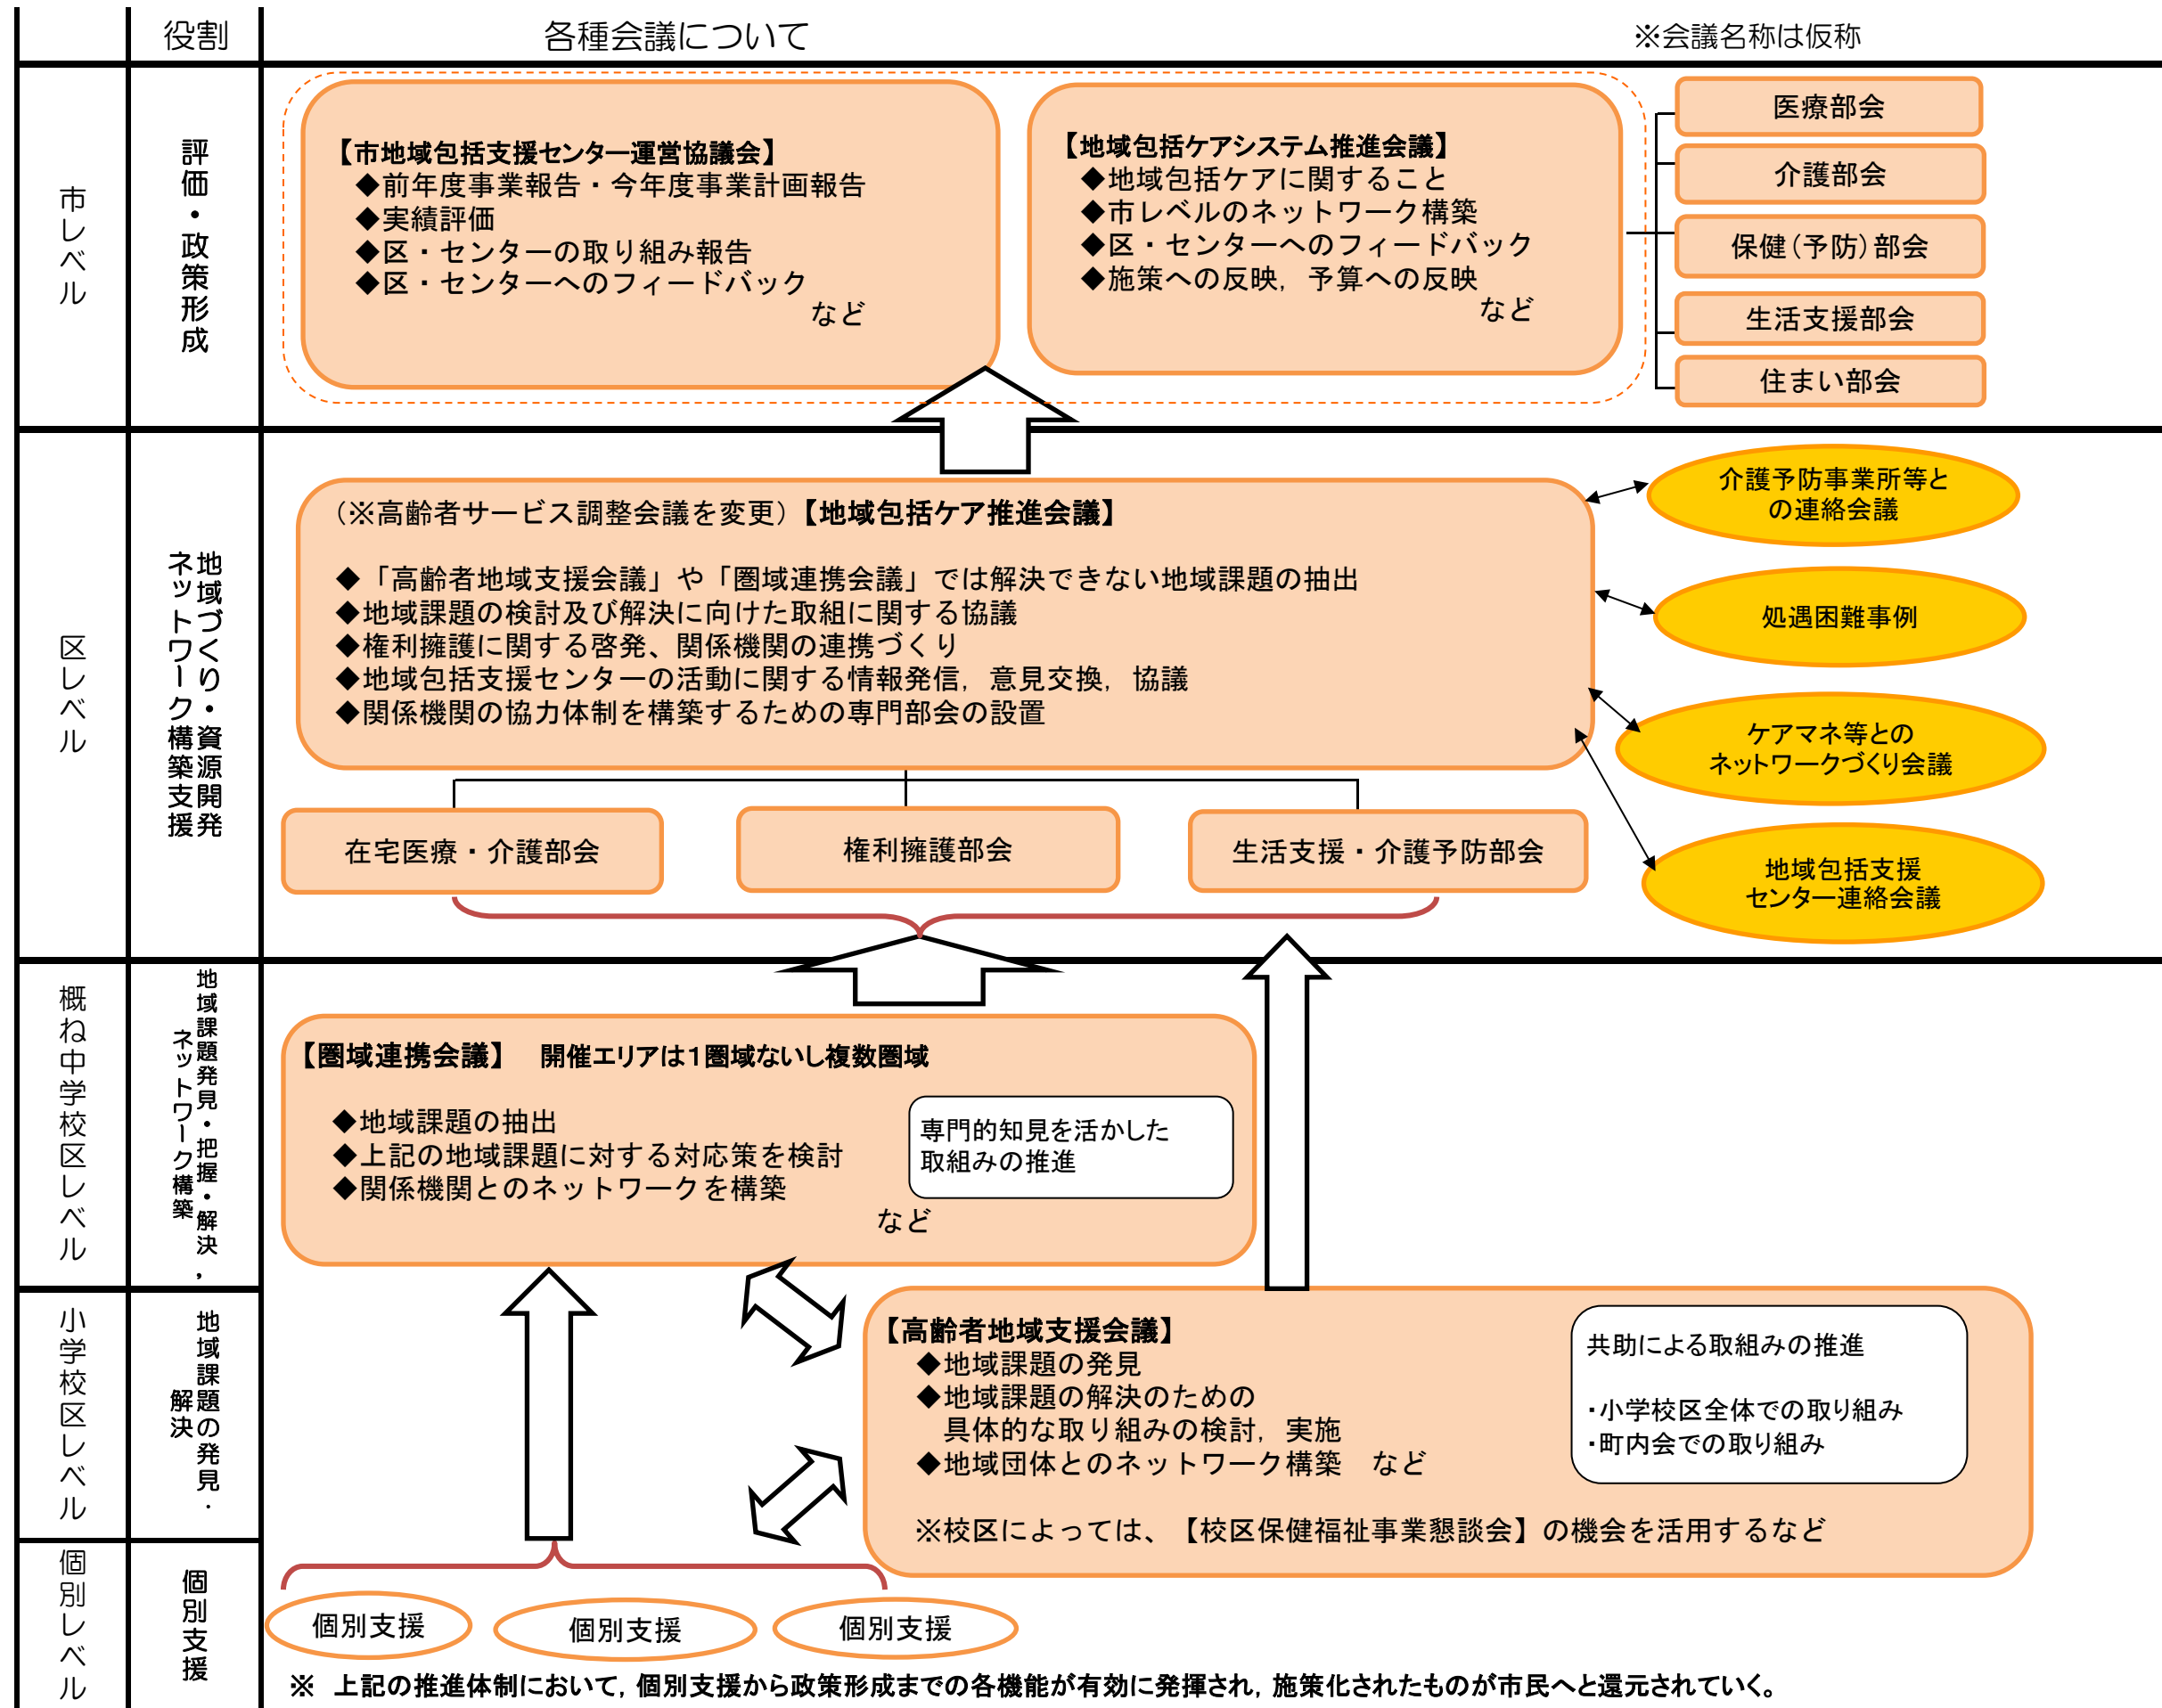 役割
各種会議について
※会議名称は仮称
市レベル
評価・政策形成
【市地域包括支援センター運営協議会】
◆前年度事業報告・今年度事業計画報告
◆実績評価
◆区・センターの取り組み報告
◆区・センターへのフィードバック
など
【地域包括ケアシステム推進会議】
◆地域包括ケアに関すること
◆市レベルのネットワーク構築
◆区・センターへのフィードバック
◆施策への反映，予算への反映
など
医療部会
介護部会
保健（予防）部会
生活支援部会
住まい部会
区レベル
地域づくり・資源開発
ネットワーク構築支援
（※高齢者サービス調整会議を変更）【地域包括ケア推進会議】
◆「高齢者地域支援会議」や「圏域連携会議」では解決できない地域課題の抽出
◆地域課題の検討及び解決に向けた取組に関する協議
◆権利擁護に関する啓発、関係機関の連携づくり
◆地域包括支援センターの活動に関する情報発信，意見交換，協議
◆関係機関の協力体制を構築するための専門部会の設置
在宅医療・介護部会
権利擁護部会
生活支援・介護予防部会
介護予防事業所等と
の連絡会議
処遇困難事例
ケアマネ等との
ネットワークづくり会議
地域包括支援
センター連絡会議
概ね中学校区レベル
地域課題発見・把握・解決，
ネットワーク構築
【圏域連携会議】　開催エリアは１圏域ないし複数圏域
◆地域課題の抽出
◆上記の地域課題に対する対応策を検討
◆関係機関とのネットワークを構築
など
専門的知見を活かした
取組みの推進
小学校区レベル
地域課題の発見・
解決
【高齢者地域支援会議】
◆地域課題の発見
◆地域課題の解決のための
具体的な取り組みの検討，実施
◆地域団体とのネットワーク構築　など
※校区によっては、【校区保健福祉事業懇談会】の機会を活用するなど
共助による取組みの推進
・小学校区全体での取り組み
・町内会での取り組み
個別レベル
個別支援
個別支援
個別支援
個別支援
※　上記の推進体制において，個別支援から政策形成までの各機能が有効に発揮され，施策化されたものが市民へと還元されていく。